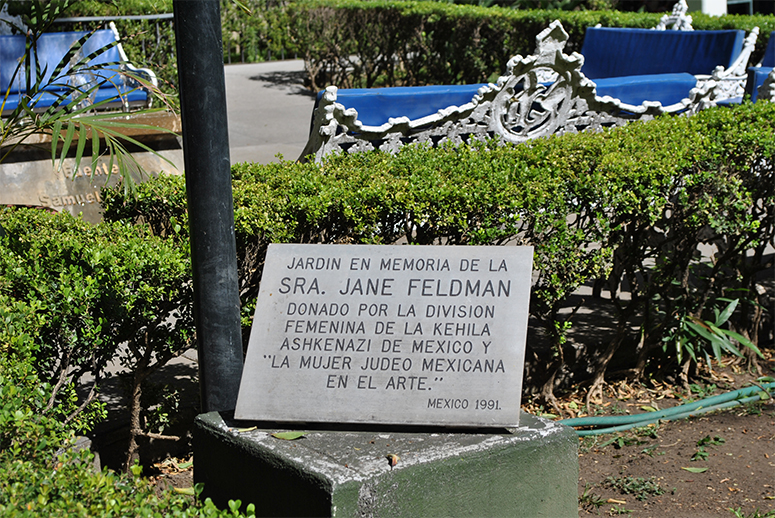 Fuente
Samuel
JARDIN EN MEMORIA DE LA
SRA. JANE FELDMAN
DONADO POR LA DIVISION
FEMENINA DE LA KEHILA
ASHKENAZI DE MEXICO Y
"LA MUJER JUDEO MEXICANA
EN EL ARTE."
MEXICO 1991.